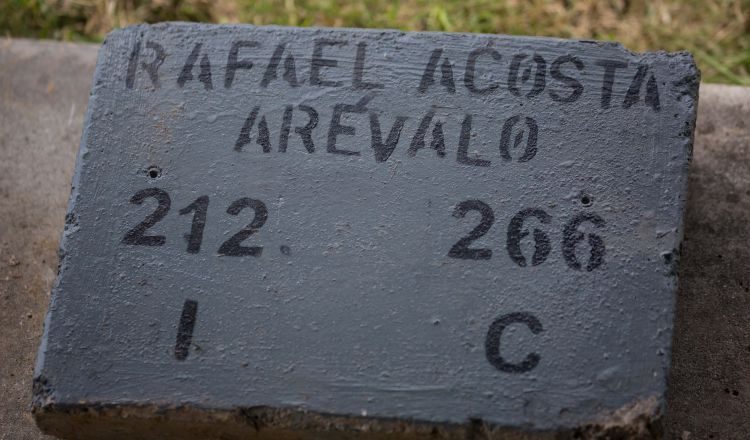 RAFAEL ACOSTA
ARÉVALO
212. 266
I C